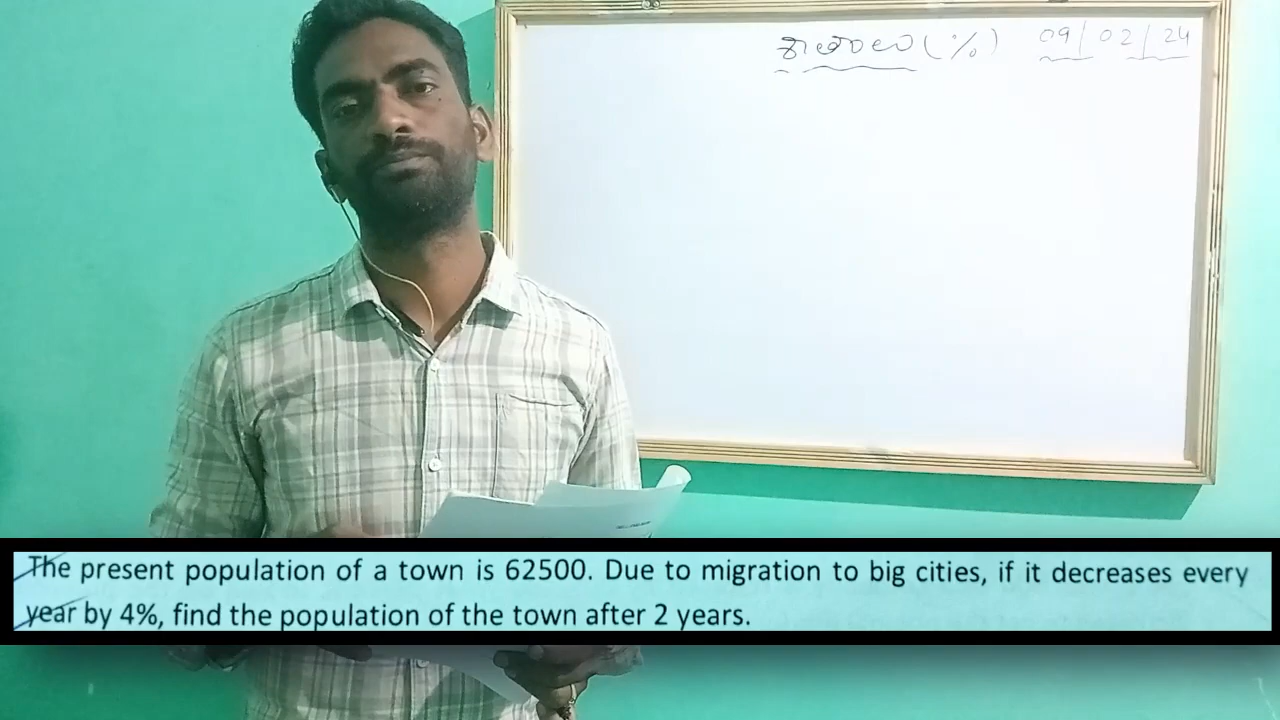 (%) 09/02/24
The present population of a town is 62500. Due to migration to big cities, if it decreases every
year by 4%, find the population of the town after 2 years.